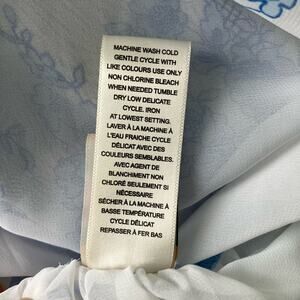 MACHINE WASH COLD
GENTLE CYCLE WITH
LIKE COLOURS USE ONLY
NON CHLORINE BLEACH
WHEN NEEDED TUMBLE
DRY LOW DELICATE
CYCLE. IRON
AT LOWEST SETTING.
LAVER À LA MACHINE À
L'EAU FRAICHE CYCLE
DÉLICAT AVEC DES
COULEURS SEMBLABLES.
AVEC AGENT DE
BLANCHIMENT NON
CHLORÉ SEULEMENT SI
NÉCESSAIRE
SÉCHER À LA MACHINE À
BASSE TEMPÉRATURE
CYCLE DÉLICAT
REPASSER À FER BAS